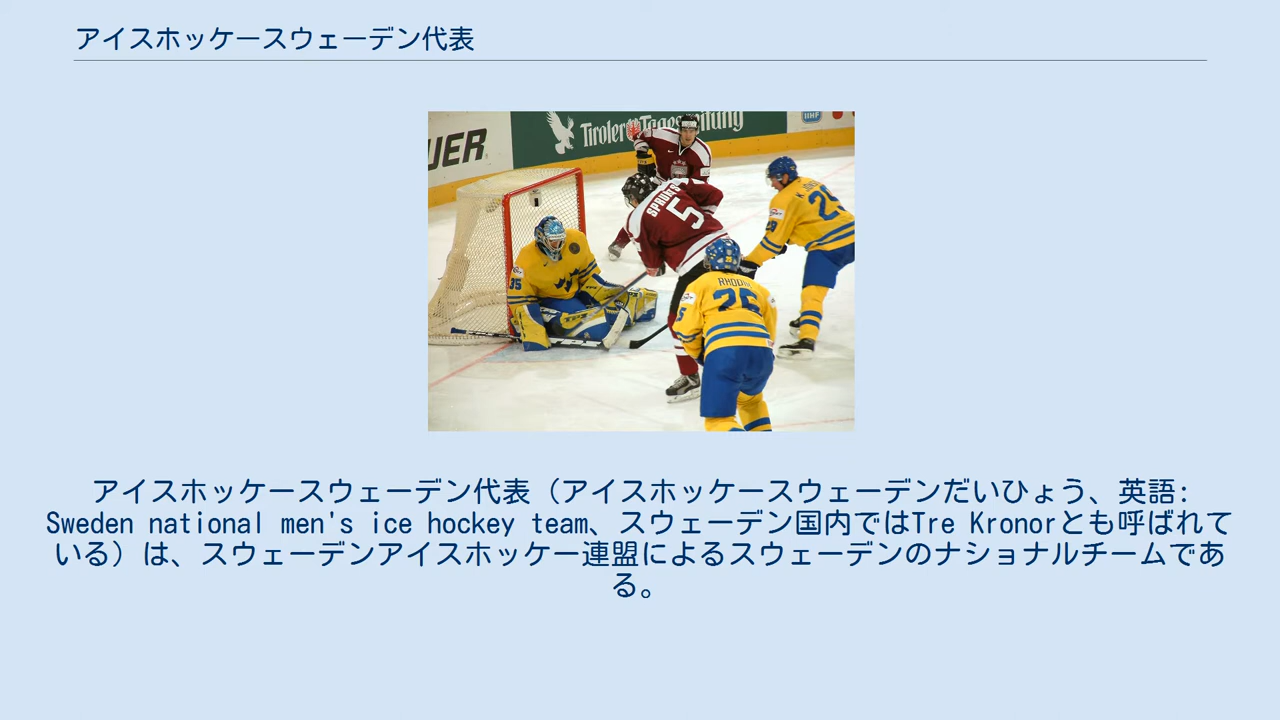 アイスホッケースウェーデン代表
UER
Tiroler Tageszeitung
IIHF
SPRUKTS
5
35
25
アイスホッケースウェーデン代表（アイスホッケースウェーデンだいひょう、英語:
Sweden national men's ice hockey team、スウェーデン国内ではTre Kronorとも呼ばれて
いる）は、スウェーデンアイスホッケー連盟によるスウェーデンのナショナルチームであ
る。